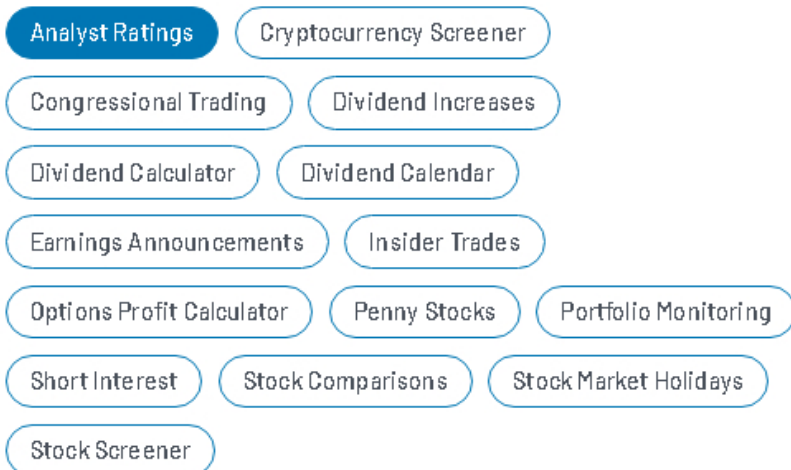 Analyst Ratings Cryptocurrency Screener
Congressional Trading Dividend Increases
Dividend Calculator Dividend Calendar
Earnings Announcements Insider Trades
Options Profit Calculator Penny Stocks Portfolio Monitoring
Short Interest Stock Comparisons Stock Market Holidays
Stock Screener